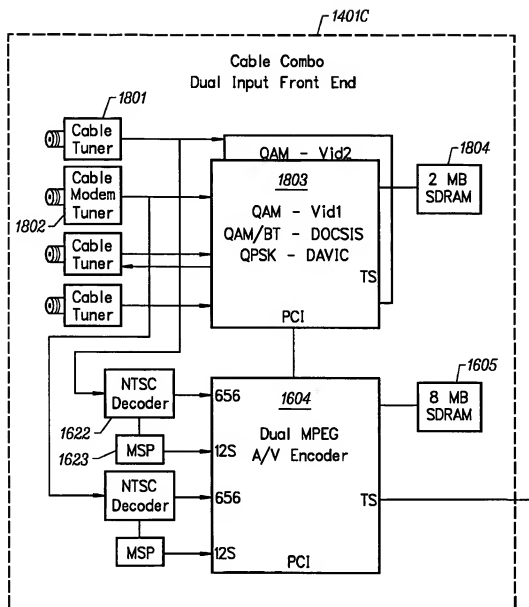 1401C
Cable Combo
Dual Input Front End
1801
Cable
Tuner
Cable
Modem
Tuner
1802
Cable
Tuner
Cable
Tuner
QAM - Vid2
1803
QAM - Vid1
QAM/BT - DOCSIS
QPSK - DAVIC
TS
PCI
1804
2 MB
SDRAM
NTSC
Decoder
1622
MSP
1623
NTSC
Decoder
MSP
656
12S
656
12S
1604
Dual MPEG
A/V Encoder
TS
PCI
1605
8 MB
SDRAM